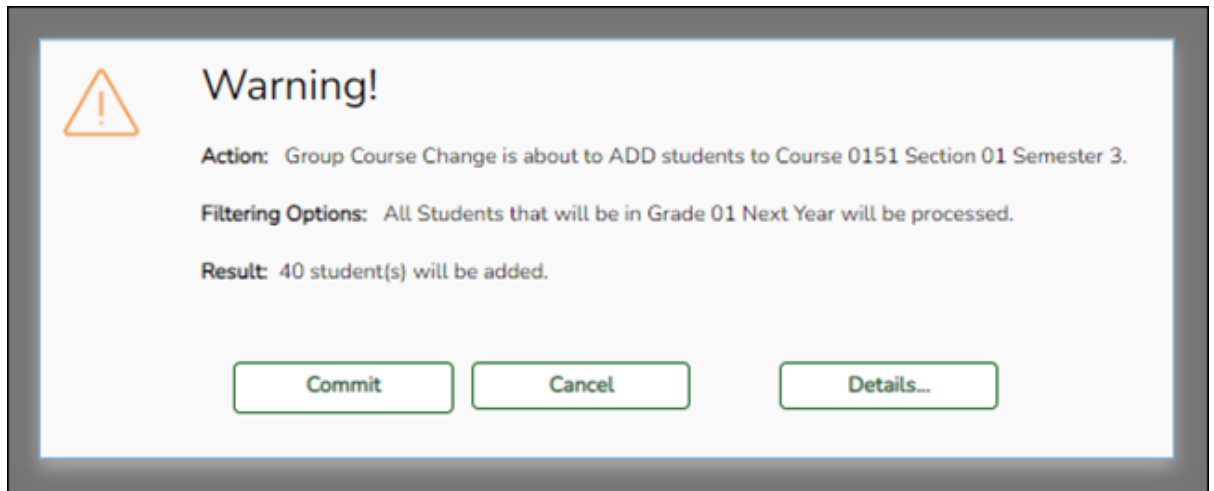 Warning!
Action: Group Course Change is about to ADD students to Course 0151 Section 01 Semester 3.
Filtering Options: All Students that will be in Grade 01 Next Year will be processed.
Result: 40 student(s) will be added.
Commit Cancel Details...